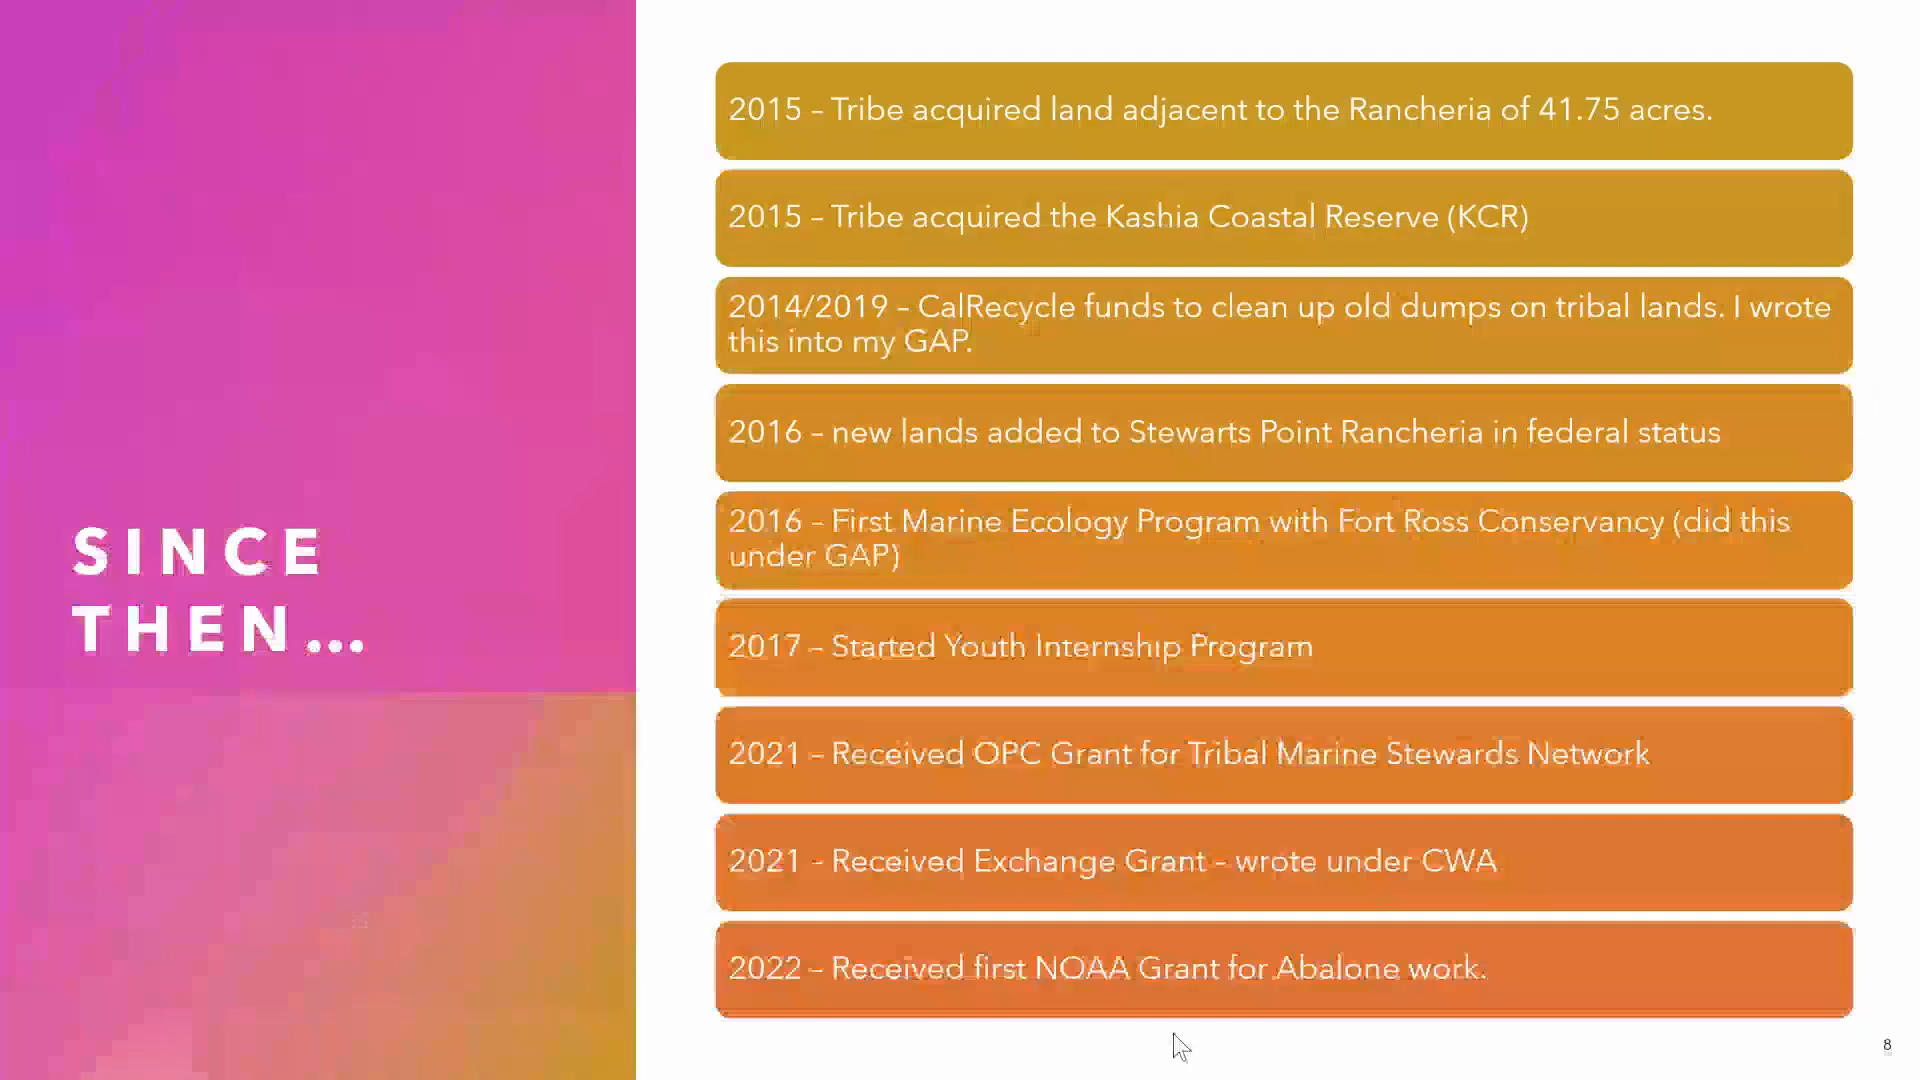 SINCE
THEN...
2015 – Tribe acquired land adjacent to the Rancheria of 41.75 acres.
2015 – Tribe acquired the Kashia Coastal Reserve (KCR)
2014/2019 – CalRecycle funds to clean up old dumps on tribal lands. I wrote
this into my GAP.
2016 – new lands added to Stewarts Point Rancheria in federal status
2016 – First Marine Ecology Program with Fort Ross Conservancy (did this
under GAP)
2017 – Started Youth Internship Program
2021 – Received OPC Grant for Tribal Marine Stewards Network
2021 - Received Exchange Grant – wrote under CWA
2022 – Received first NOAA Grant for Abalone work.
8